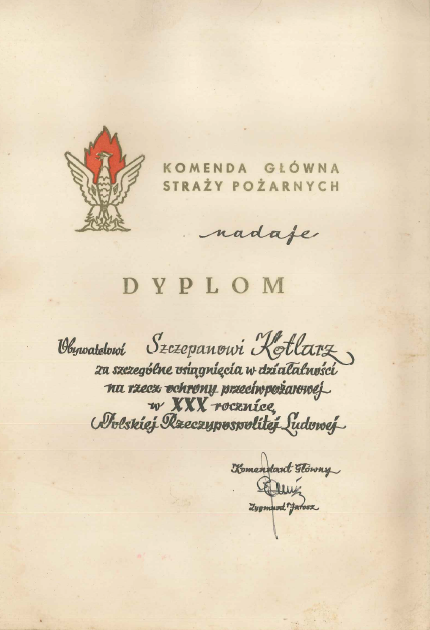 KOMENDA GŁÓWNA
STRAŻY POŻARNYCH
nadaje
DYPLOM
Obywatelowi Szczepanowi Kotlarz
za szczególne osiągnięcia w działalności
na rzecz ochrony przeciwpożarowej
w XXX rocznicę
Polskiej Rzeczypospolitej Ludowej
Komendant Główny
Zygmunt Jarosz